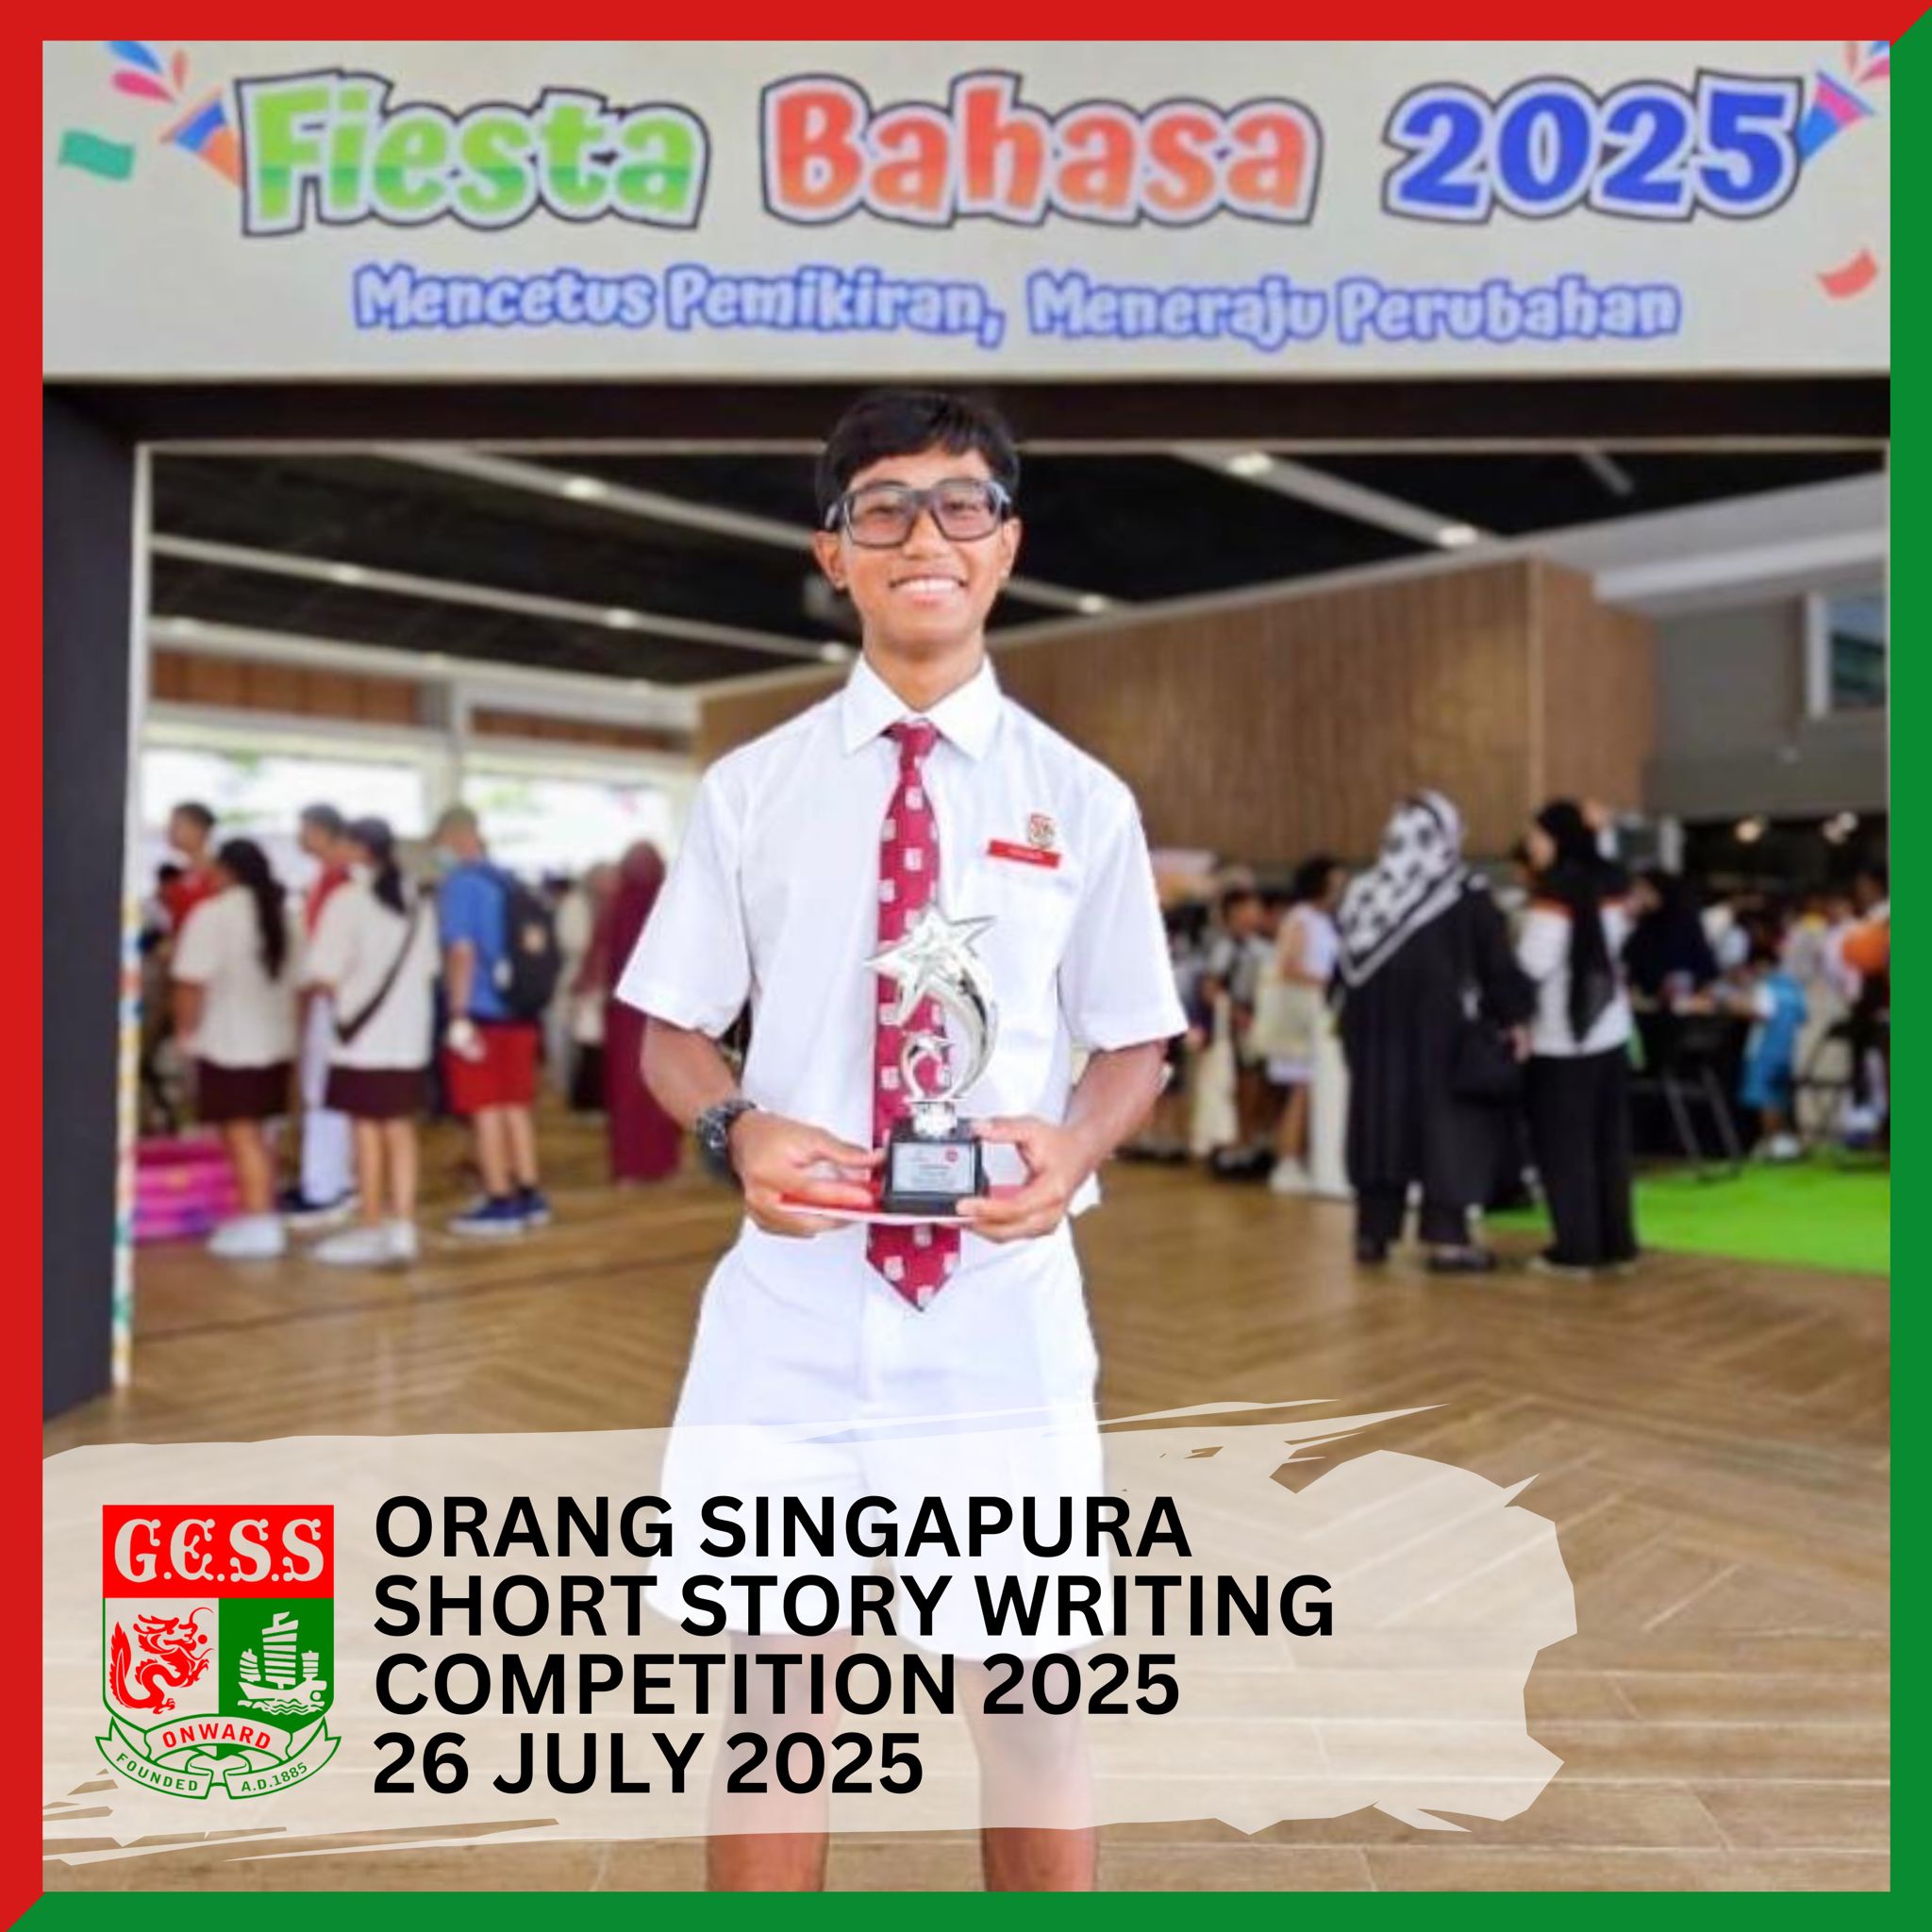 Fiesta Bahasa 2025
Mencetus Pemikiran, Meneraju Perubahan
G.E.S.S
ONWARD
FOUNDED A.D.1885
ORANG SINGAPURA
SHORT STORY WRITING
COMPETITION 2025
26 JULY 2025